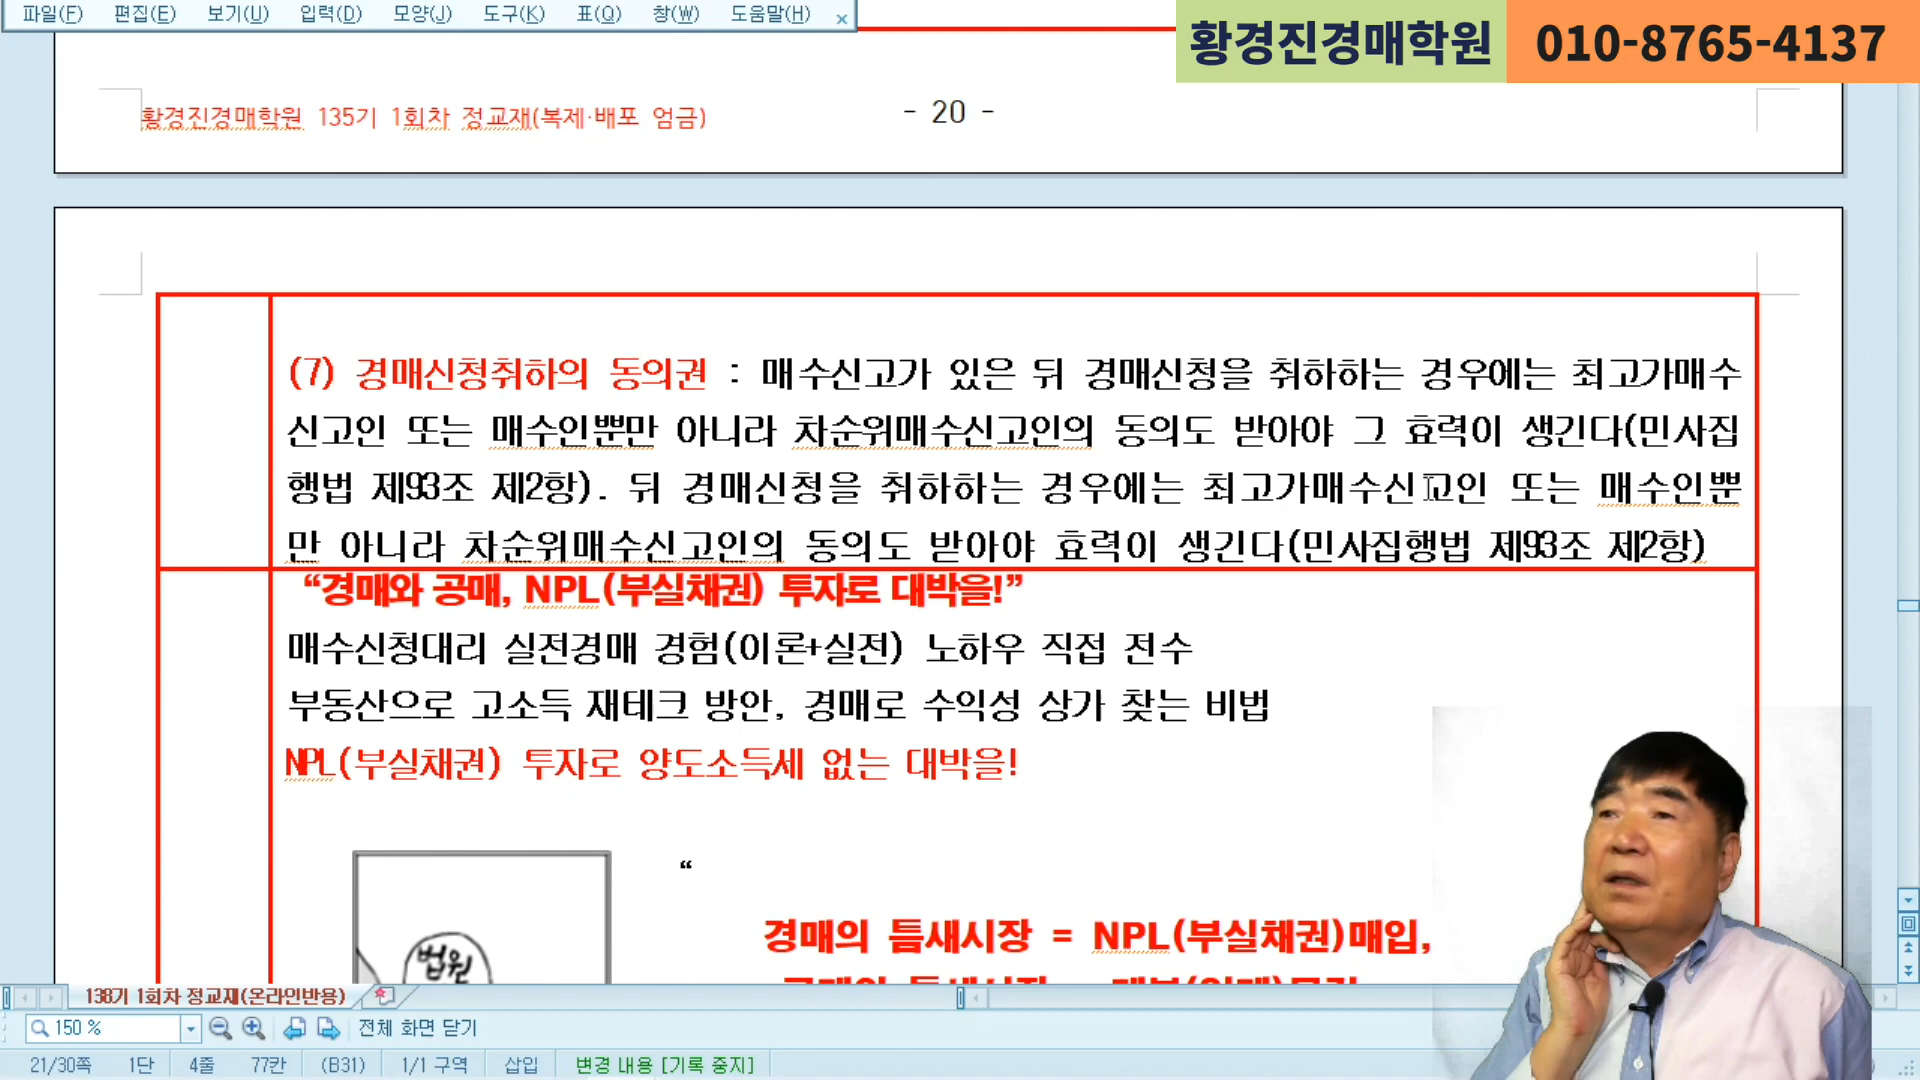 파일(F) 편집(E) 보기(U) 입력(D) 모양(J) 도구(K) 표(Q) 창(W) 도움말(H) x
황경진경매학원 010-8765-4137
황경진경매학원 135기 1회차 정교재(복제·배포 엄금) - 20 -
(7) 경매신청취하의 동의권 : 매수신고가 있은 뒤 경매신청을 취하하는 경우에는 최고가매수
신고인 또는 매수인뿐만 아니라 차순위매수신고인의 동의도 받아야 그 효력이 생긴다(민사집
행법 제93조 제2항). 뒤 경매신청을 취하하는 경우에는 최고가매수신고인 또는 매수인뿐
만 아니라 차순위매수신고인의 동의도 받아야 효력이 생긴다(민사집행법 제93조 제2항)
“경매와 공매, NPL(부실채권) 투자로 대박을!”
매수신청대리 실전경매 경험(이론+실전) 노하우 직접 전수
부동산으로 고소득 재테크 방안, 경매로 수익성 상가 찾는 비법
NPL(부실채권) 투자로 양도소득세 없는 대박을!
“
법원
경매의 틈새시장 = NPL(부실채권)매입,
138기 1회차 정교재(온라인반용)
150 % 전체 화면 닫기
21/30쪽 1단 4줄 77칸 (B31) 1/1 구역 삽입 변경 내용 [기록 중지]